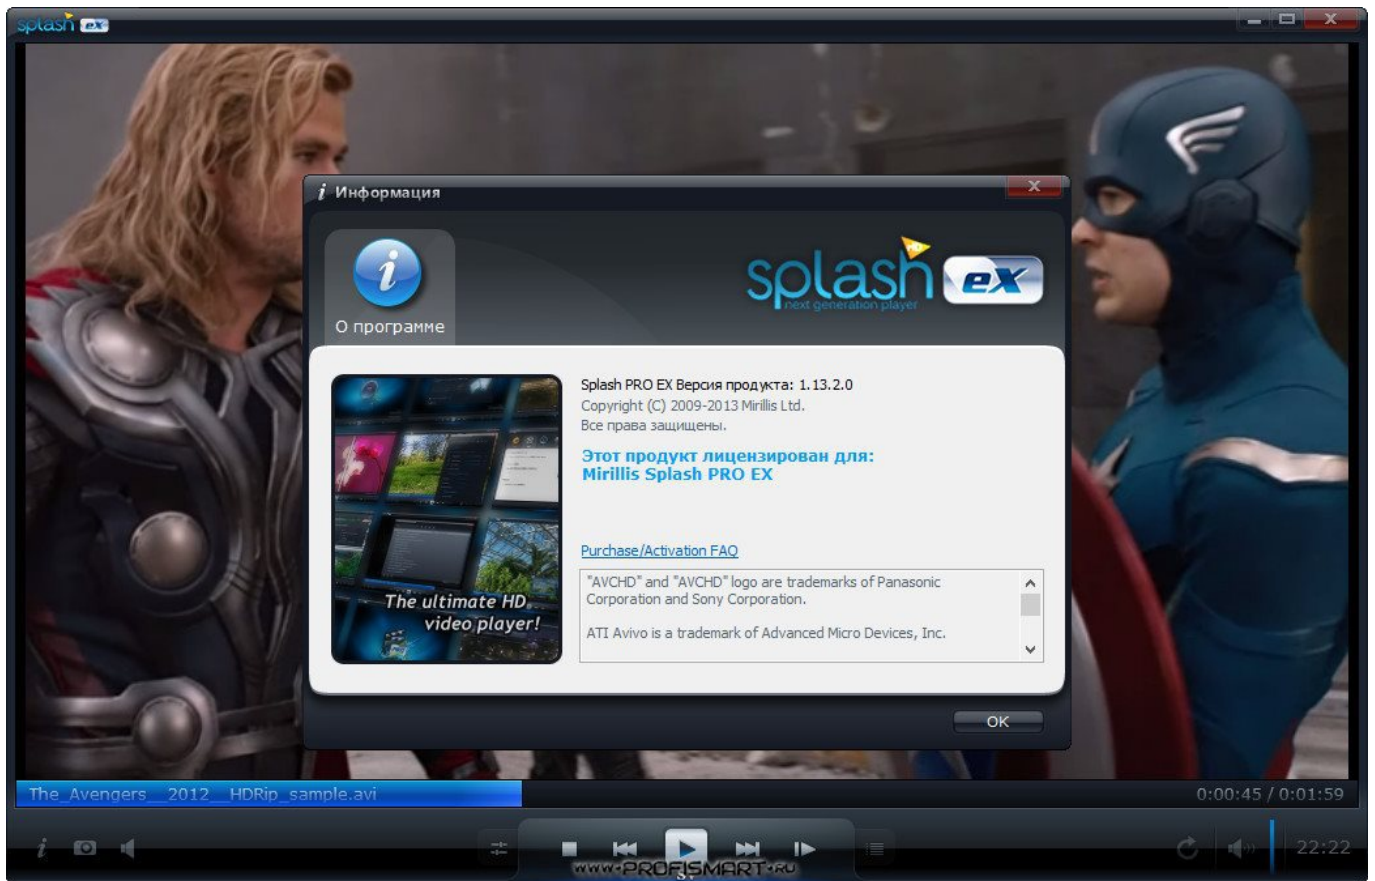 splash ex
Информация
О программе
splash HD ex
next generation player
Splash PRO EX Версия продукта: 1.13.2.0
Copyright (C) 2009-2013 Mirillis Ltd.
Все права защищены.
Этот продукт лицензирован для:
Mirillis Splash PRO EX
The ultimate HD
video player!
Purchase/Activation FAQ
"AVCHD" and "AVCHD" logo are trademarks of Panasonic
Corporation and Sony Corporation.
ATI Avivo is a trademark of Advanced Micro Devices, Inc.
OK
The_Avengers__2012__HDRip_sample.avi
0:00:45 / 0:01:59
22:22
www.PROFISMART.RU